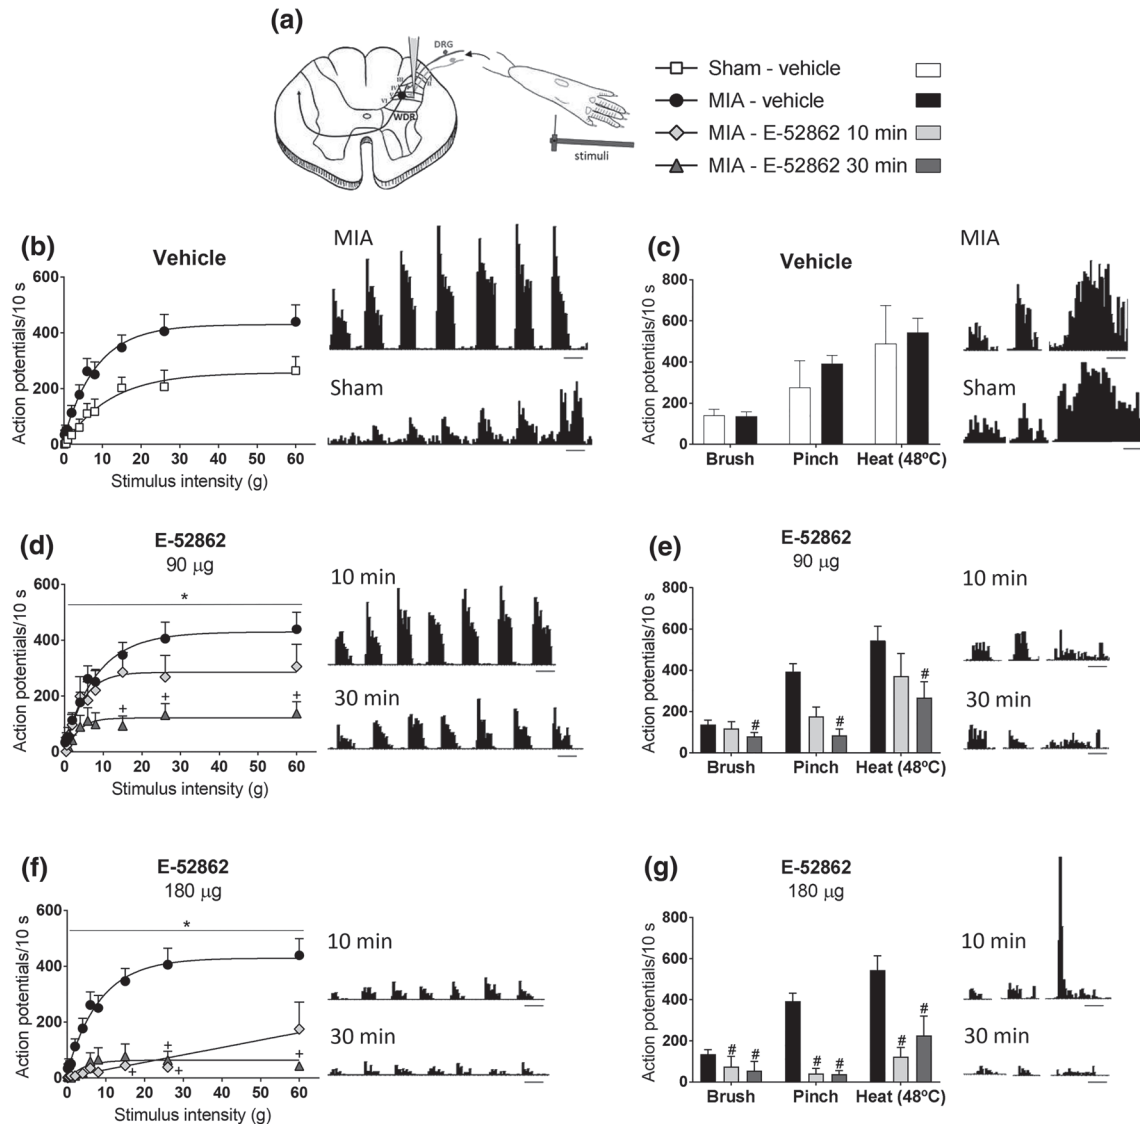 (a)
DRG
III
WDR
VI
stimuli
Sham - vehicle
MIA - vehicle
MIA - E-52862 10 min
MIA - E-52862 30 min
(b)
Vehicle
Action potentials/10 s
600
400
200
0
0 10 20 30 40 50 60
Stimulus intensity (g)
MIA
Sham
(c)
Vehicle
Action potentials/10 s
800
600
400
200
0
Brush Pinch Heat (48ºC)
MIA
Sham
(d)
E-52862
90 µg
*
Action potentials/10 s
600
400
200
0
+ + +
0 10 20 30 40 50 60
Stimulus intensity (g)
10 min
30 min
(e)
E-52862
90 µg
Action potentials/10 s
800
600
400
200
0
# # #
Brush Pinch Heat (48ºC)
10 min
30 min
(f)
E-52862
180 µg
*
Action potentials/10 s
600
400
200
0
+ + + +
0 10 20 30 40 50 60
Stimulus intensity (g)
10 min
30 min
(g)
E-52862
180 µg
Action potentials/10 s
800
600
400
200
0
# # # # # #
Brush Pinch Heat (48ºC)
10 min
30 min